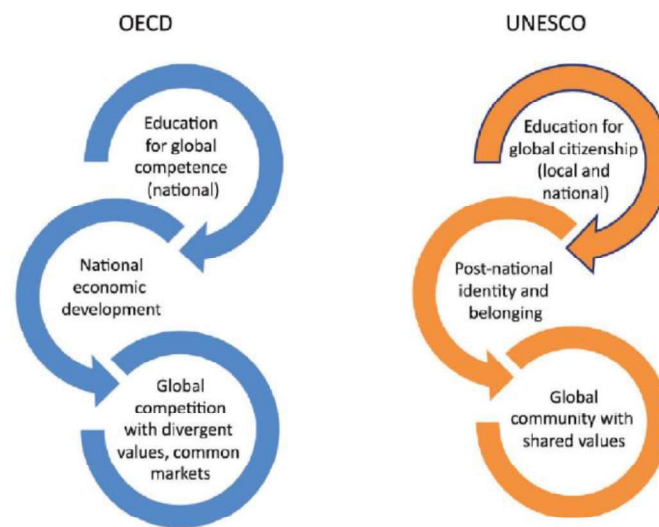 OECD
Education
for global
competence
(national)
National
economic
development
Global
competition
with divergent
values, common
markets
UNESCO
Education for
global citizenship
(local and
national)
Post-national
identity and
belonging
Global
community with
shared values